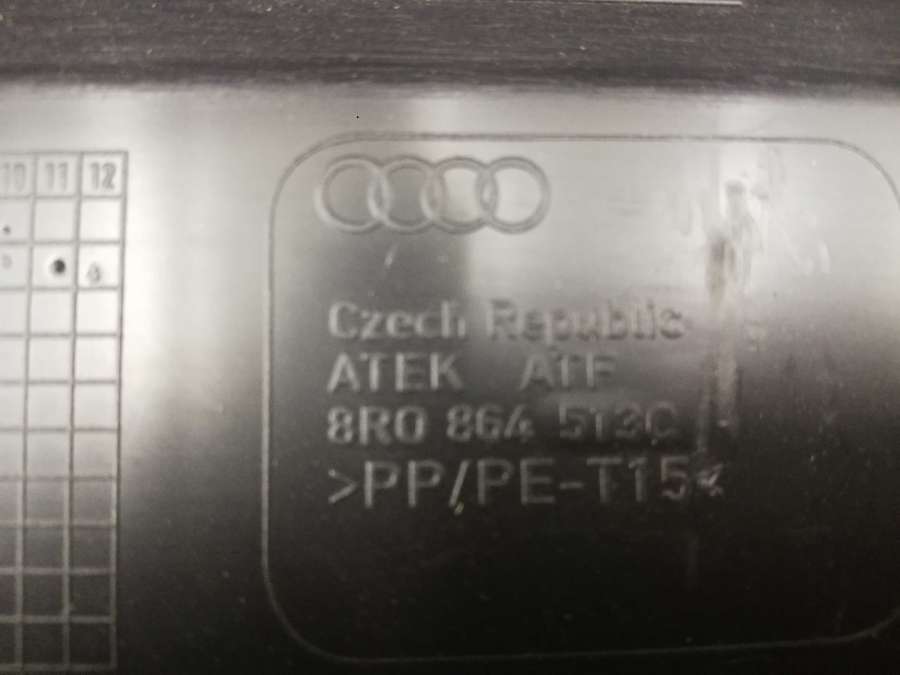 10 11 12
Czech Republic
ATEK ATF
8R0 864 513C
>PP/PE-T15<